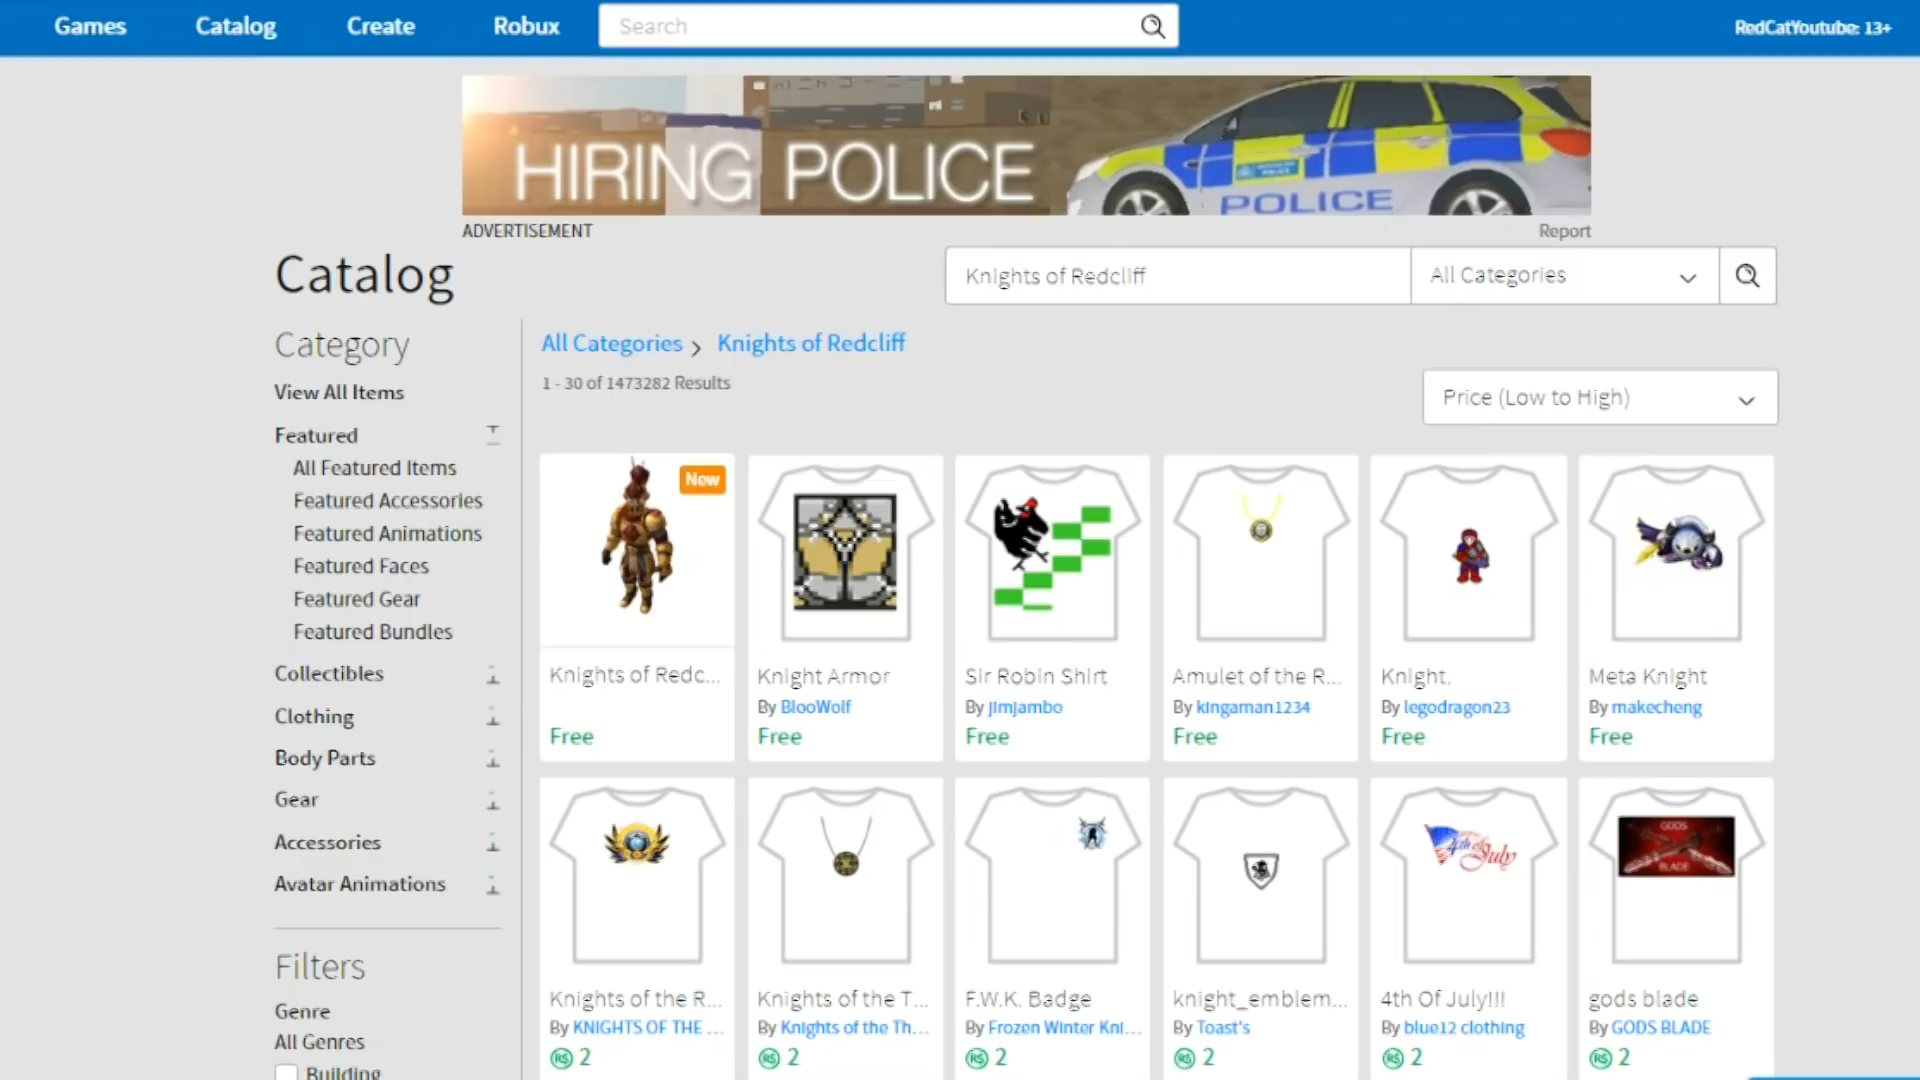 Games Catalog Create Robux Search RedCatYoutube: 13+
HIRING POLICE
POLICE
ADVERTISEMENT Report
Catalog
Knights of Redcliff All Categories
Category
All Categories > Knights of Redcliff
1 - 30 of 1473282 Results
Price (Low to High)
View All Items
Featured
All Featured Items
Featured Accessories
Featured Animations
Featured Faces
Featured Gear
Featured Bundles
Collectibles
Clothing
Body Parts
Gear
Accessories
Avatar Animations
Filters
Genre
All Genres
Building
New
Knights of Redc...
Free
Knight Armor
By BlooWolf
Free
Sir Robin Shirt
By jimjambo
Free
Amulet of the R...
By kingaman1234
Free
Knight.
By legodragon23
Free
Meta Knight
By makecheng
Free
Knights of the R...
By KNIGHTS OF THE ...
R$ 2
Knights of the T...
By Knights of the Th...
R$ 2
F.W.K. Badge
By Frozen Winter Kni...
R$ 2
knight_emblem...
By Toast's
R$ 2
4th of July
4th Of July!!!
By blue12 clothing
R$ 2
GODS
BLADE
gods blade
By GODS BLADE
R$ 2